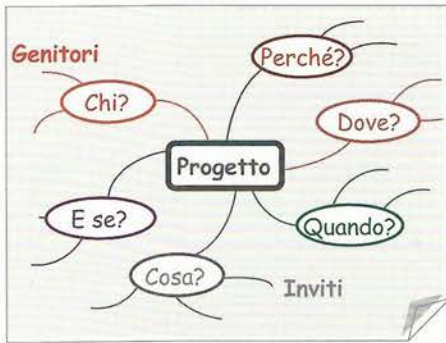 Genitori
Perché?
Chi?
Dove?
Progetto
E se?
Quando?
Cosa?
Inviti